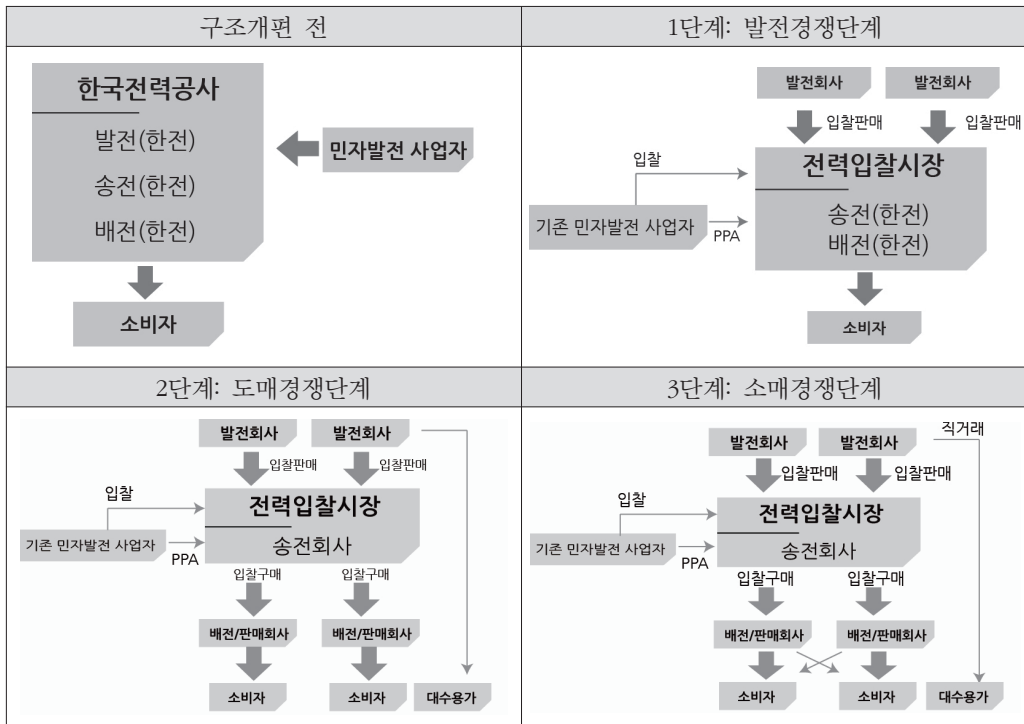 구조개편 전
한국전력공사
발전(한전)
송전(한전)
배전(한전)
민자발전 사업자
소비자
1단계: 발전경쟁단계
발전회사
발전회사
입찰판매
입찰판매
입찰
전력입찰시장
기존 민자발전 사업자
PPA
송전(한전)
배전(한전)
소비자
2단계: 도매경쟁단계
발전회사
발전회사
입찰판매
입찰판매
입찰
전력입찰시장
기존 민자발전 사업자
PPA
송전회사
입찰구매
입찰구매
배전/판매회사
배전/판매회사
소비자
소비자
대수용가
3단계: 소매경쟁단계
직거래
발전회사
발전회사
입찰판매
입찰판매
입찰
전력입찰시장
기존 민자발전 사업자
PPA
송전회사
입찰구매
입찰구매
배전/판매회사
배전/판매회사
소비자
소비자
대수용가